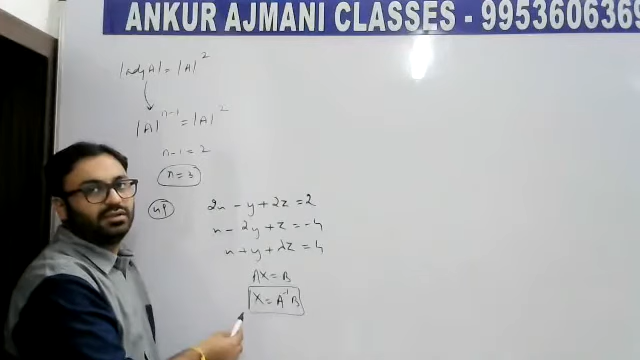 ANKUR AJMANI CLASSES - 9953606369
|adj A| = |A|²
|A|ⁿ⁻¹ = |A|²
n-1 = 2
n = 3
49
2x - y + 2z = 2
x - 2y + z = -4
x + y + λz = 4
AX = B
X = A⁻¹B